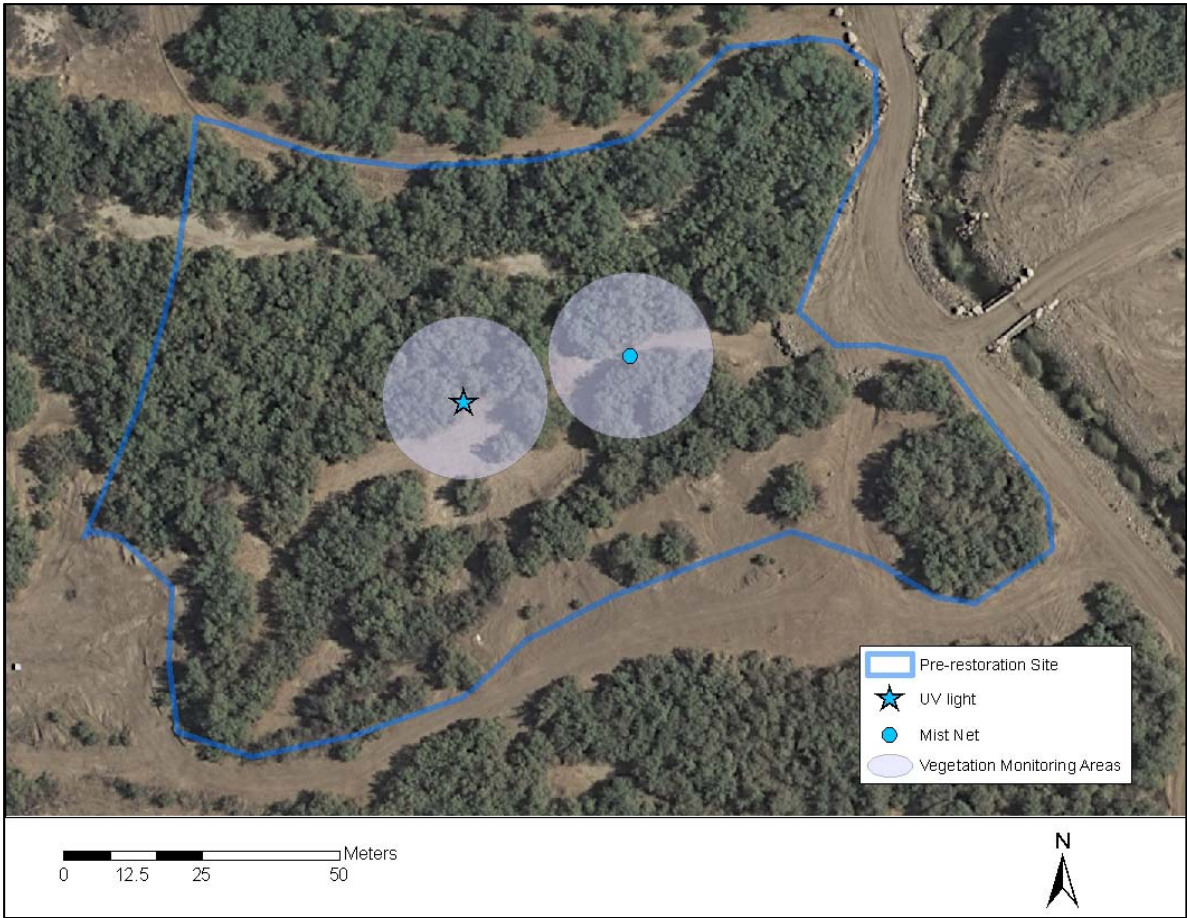 Pre-restoration Site
UV light
Mist Net
Vegetation Monitoring Areas
Meters
0 12.5 25 50
N